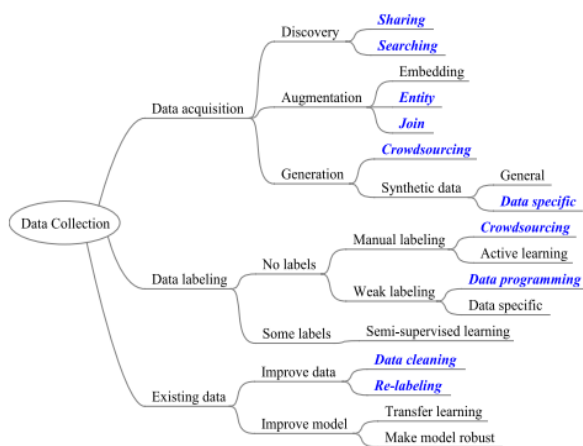 Data Collection
Data acquisition
Discovery
Sharing
Searching
Augmentation
Embedding
Entity
Join
Generation
Crowdsourcing
Synthetic data
General
Data specific
Data labeling
No labels
Manual labeling
Crowdsourcing
Active learning
Weak labeling
Data programming
Data specific
Some labels
Semi-supervised learning
Existing data
Improve data
Data cleaning
Re-labeling
Improve model
Transfer learning
Make model robust